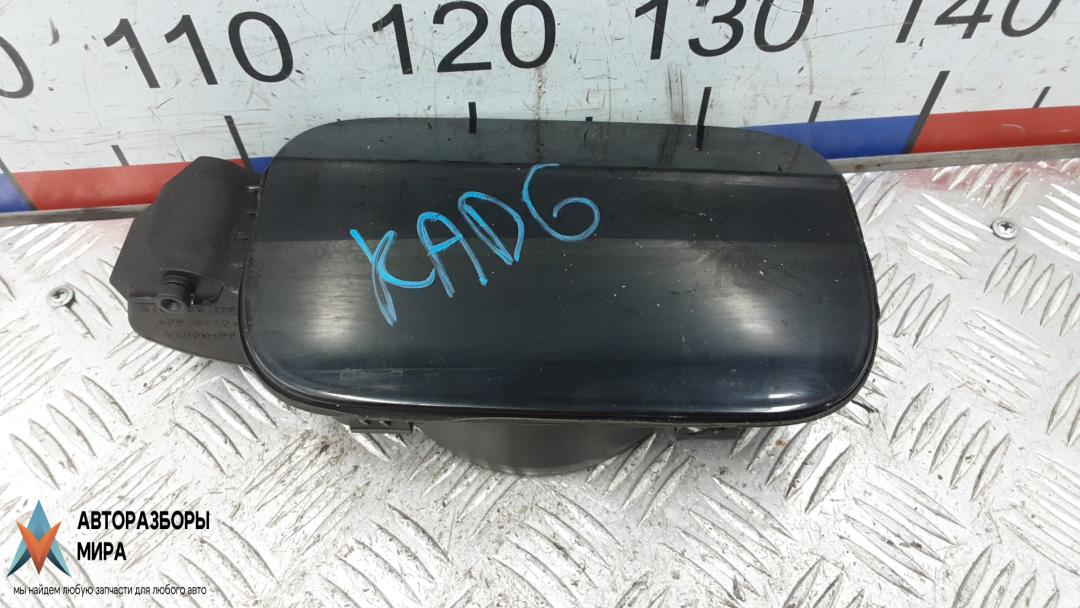 110 120 130 140
KAD6
АВТОРАЗБОРЫ
МИРА
мы найдем любую запчасти для любого авто